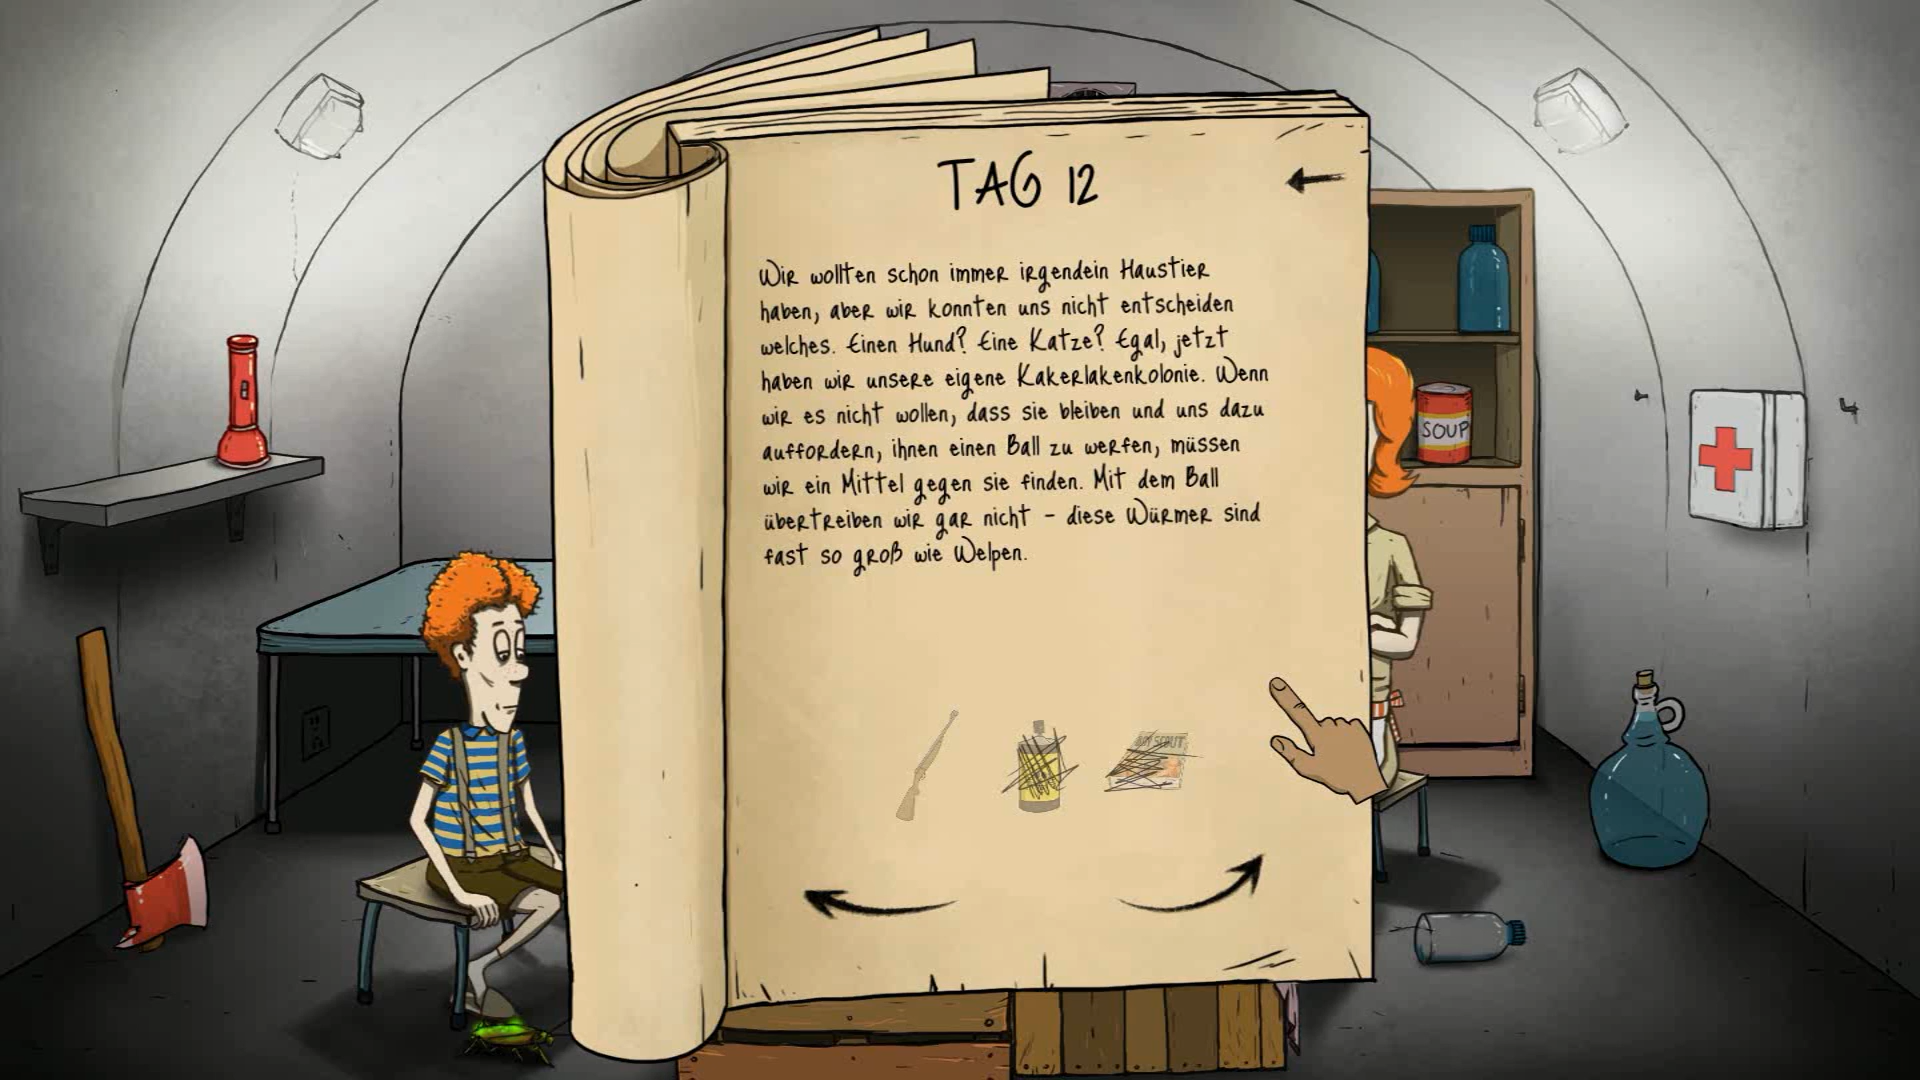 TAG 12
Wir wollten schon immer irgendein Haustier
haben, aber wir konnten uns nicht entscheiden
welches. Einen Hund? Eine Katze? Egal, jetzt
haben wir unsere eigene Kakerlakenkolonie. Wenn
wir es nicht wollen, dass sie bleiben und uns dazu
auffordern, ihnen einen Ball zu werfen, müssen
wir ein Mittel gegen sie finden. Mit dem Ball
übertreiben wir gar nicht - diese Würmer sind
fast so groß wie Welpen.
SOUP
SCOUT